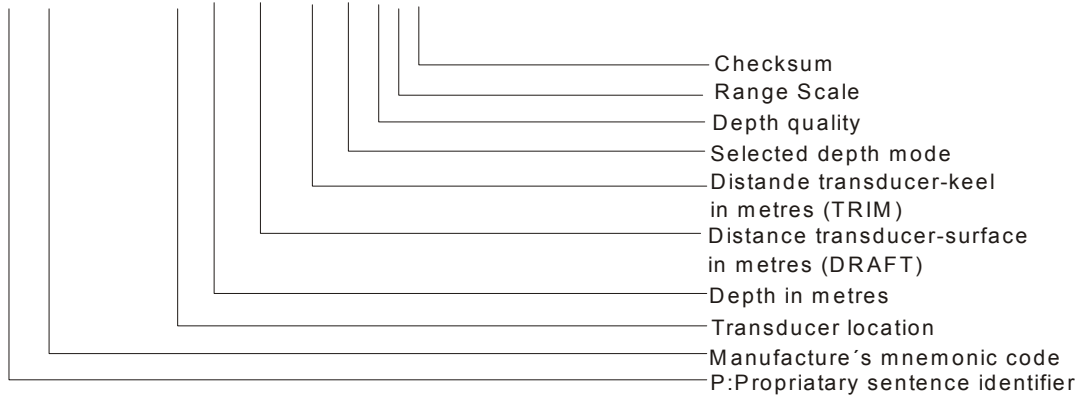 Checksum
Range Scale
Depth quality
Selected depth mode
Distande transducer-keel
in metres (TRIM)
Distance transducer-surface
in metres (DRAFT)
Depth in metres
Transducer location
Manufacture´s mnemonic code
P:Propriatary sentence identifier